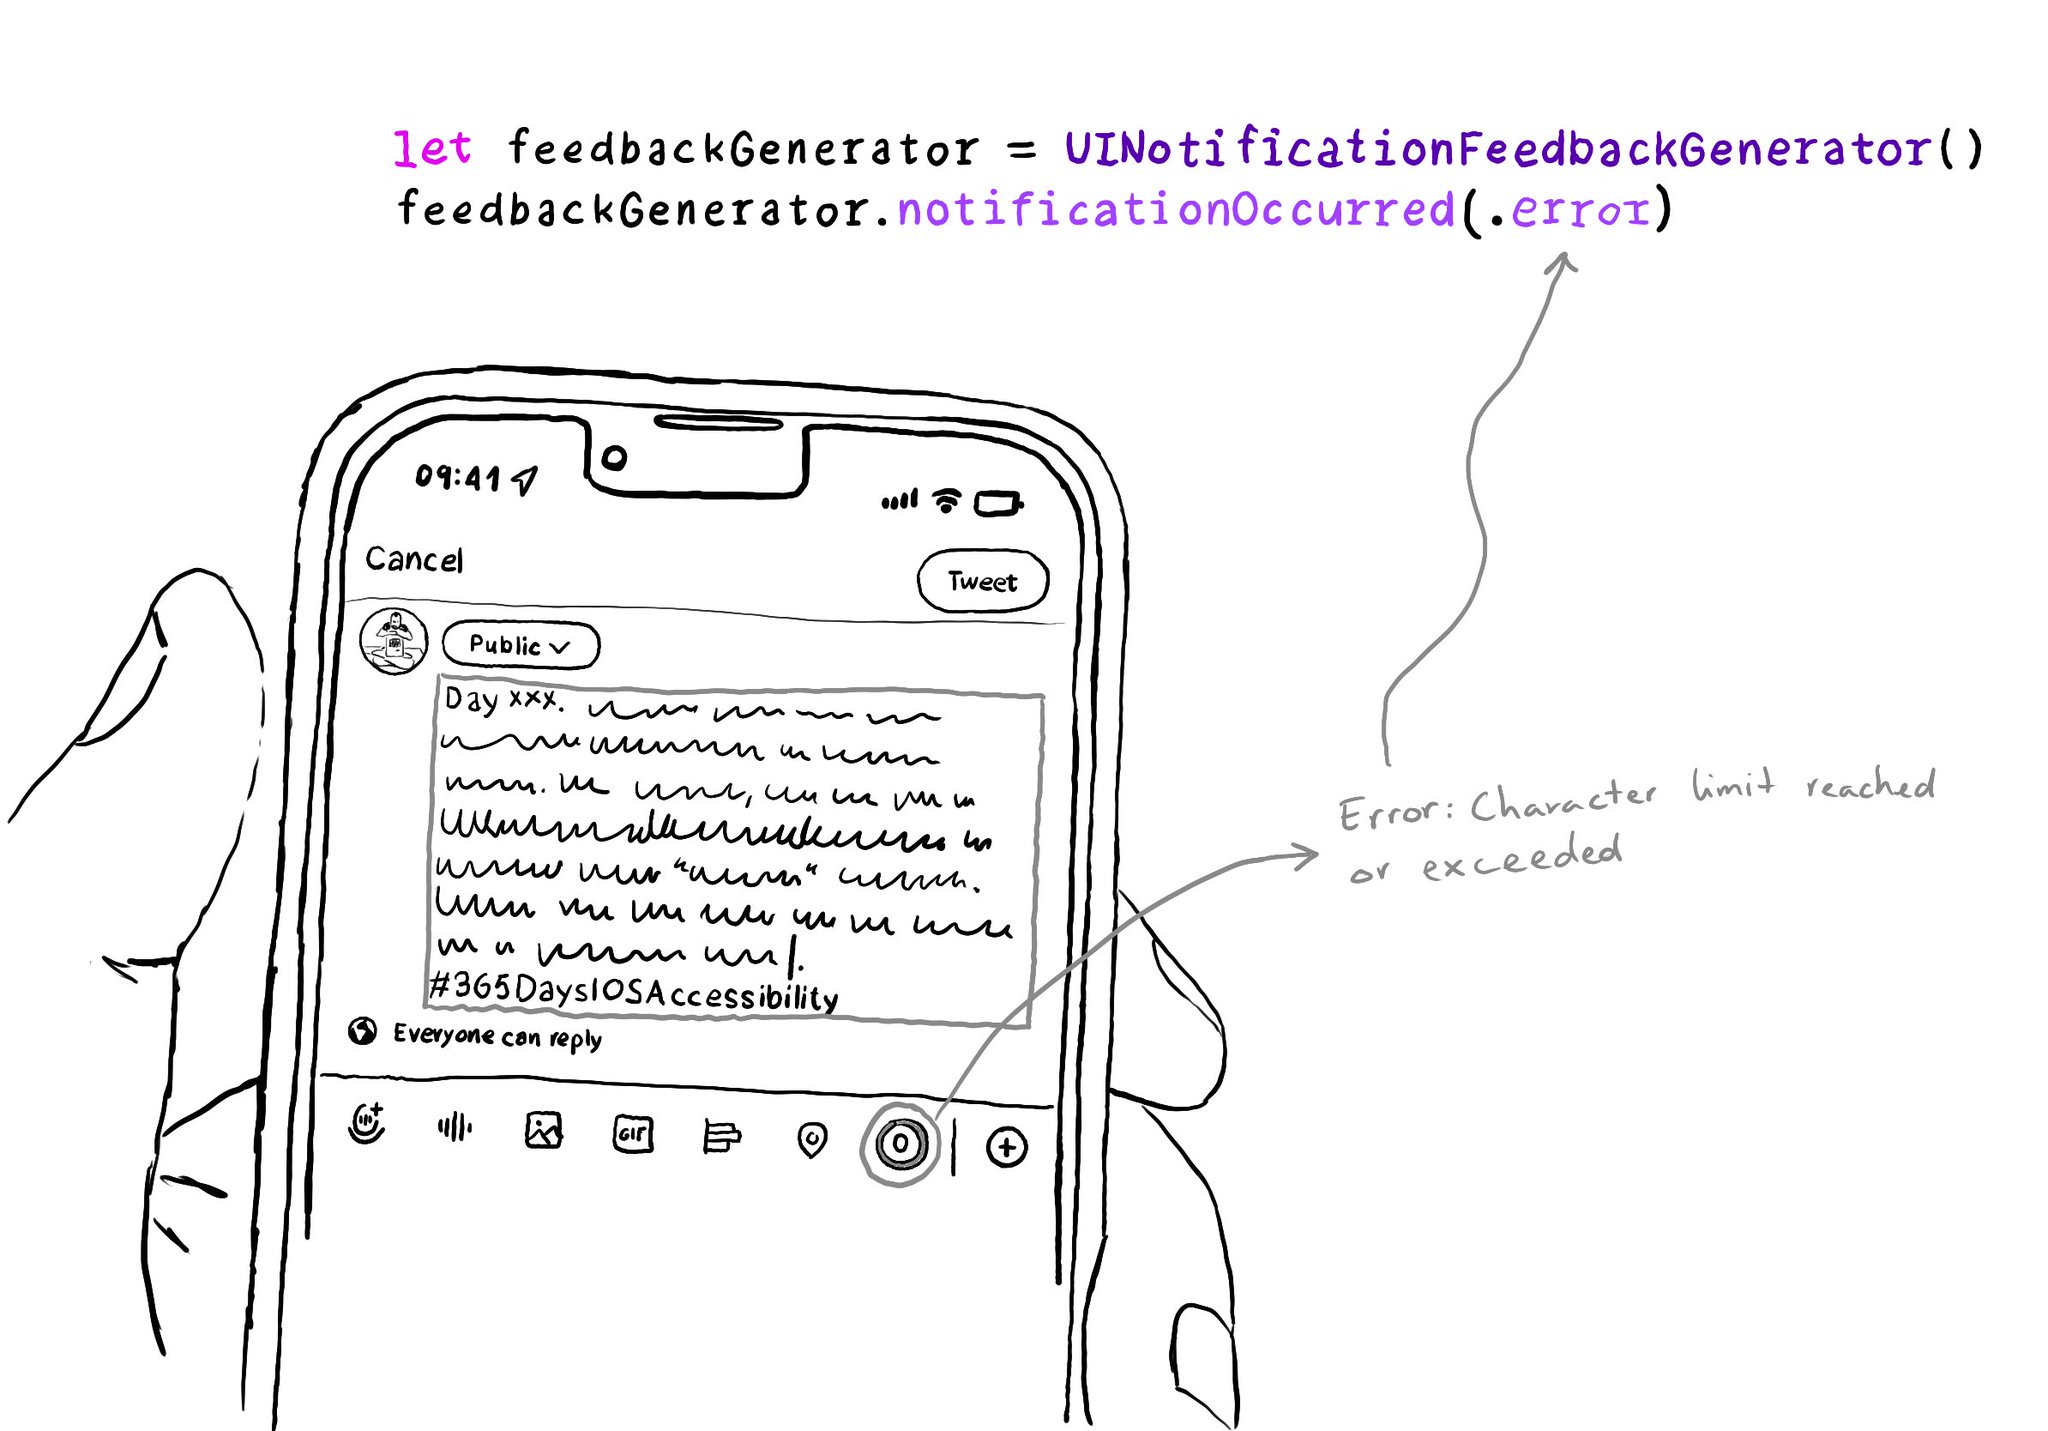 let feedbackGenerator = UINotificationFeedbackGenerator()
feedbackGenerator.notificationOccurred(.error)
09:41
Cancel
Tweet
Public
Day xxx.
#365DaysIOSAccessibility
Everyone can reply
GIF
0
Error: Character limit reached
or exceeded